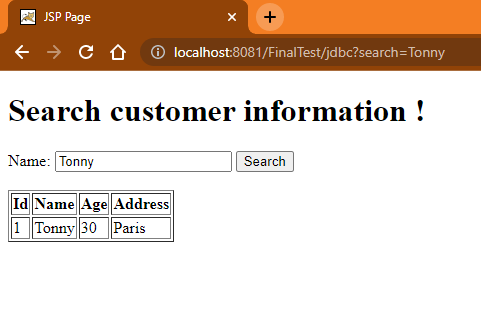 JSP Page
localhost:8081/FinalTest/jdbc?search=Tonny
Search customer information !
Name: Tonny Search
Id Name Age Address
1 Tonny 30 Paris